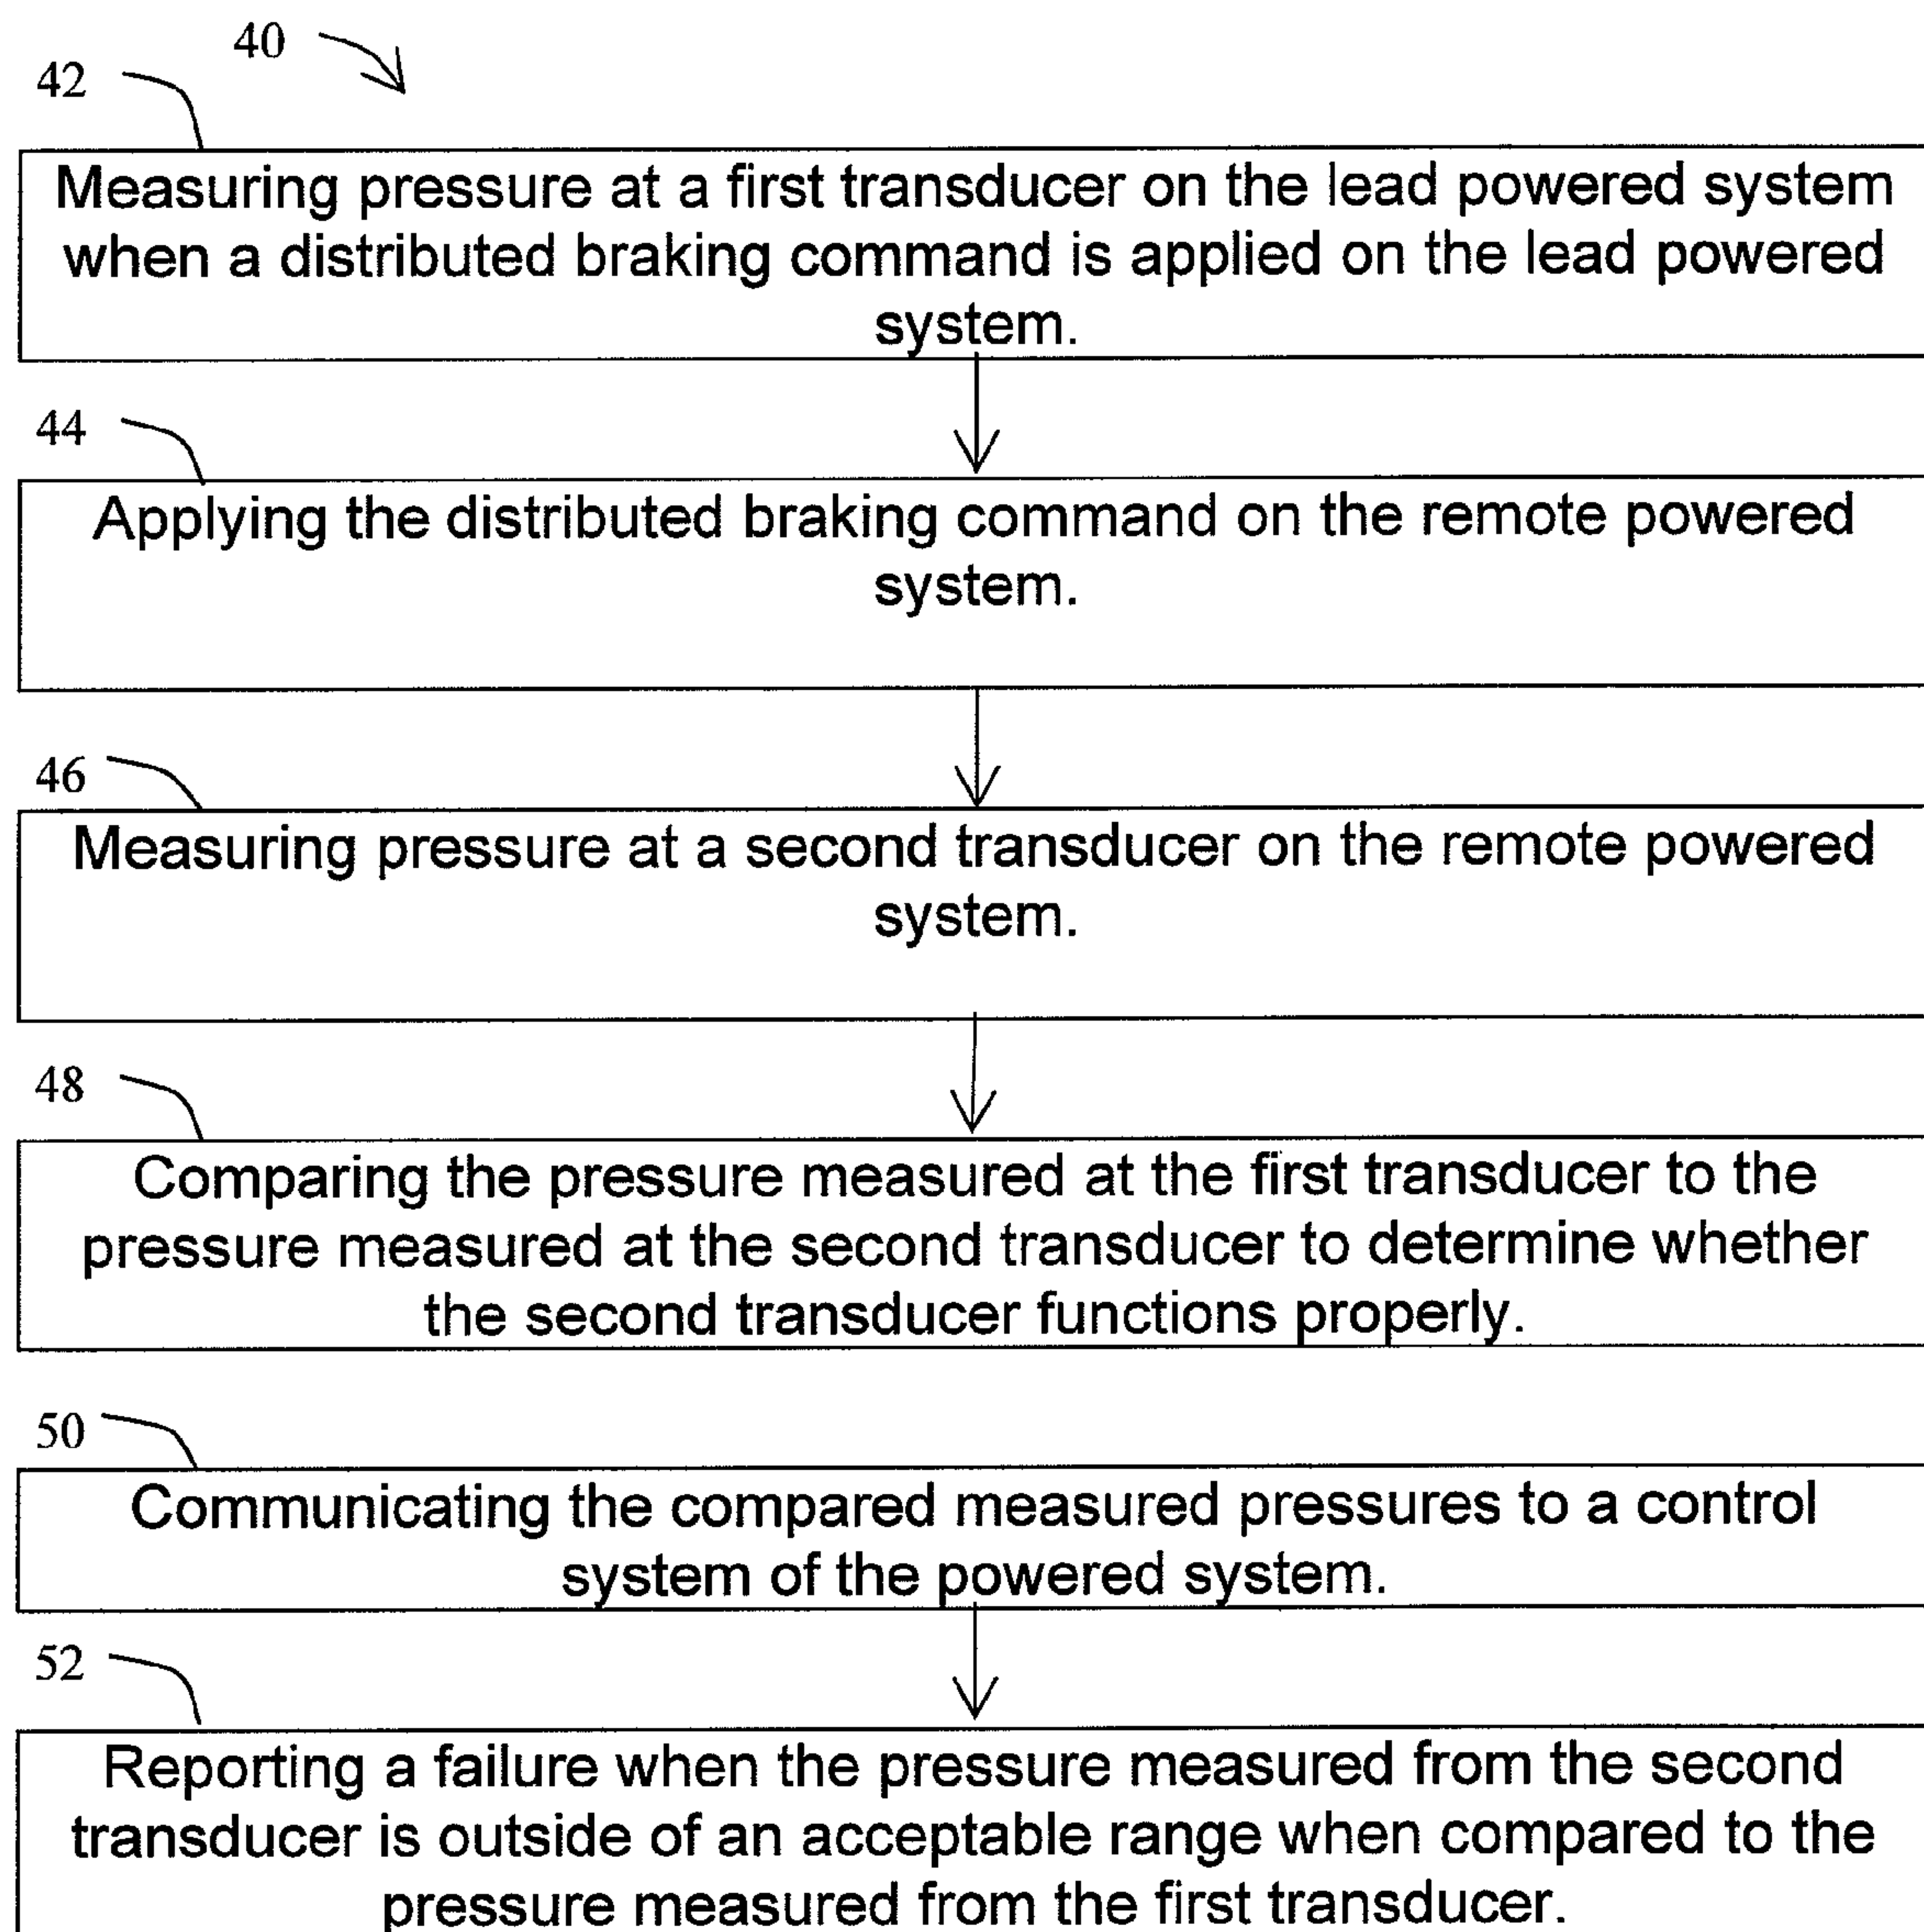 40
42
Measuring pressure at a first transducer on the lead powered system
when a distributed braking command is applied on the lead powered
system.
44
Applying the distributed braking command on the remote powered
system.
46
Measuring pressure at a second transducer on the remote powered
system.
48
Comparing the pressure measured at the first transducer to the
pressure measured at the second transducer to determine whether
the second transducer functions properly.
50
Communicating the compared measured pressures to a control
system of the powered system.
52
Reporting a failure when the pressure measured from the second
transducer is outside of an acceptable range when compared to the
pressure measured from the first transducer.